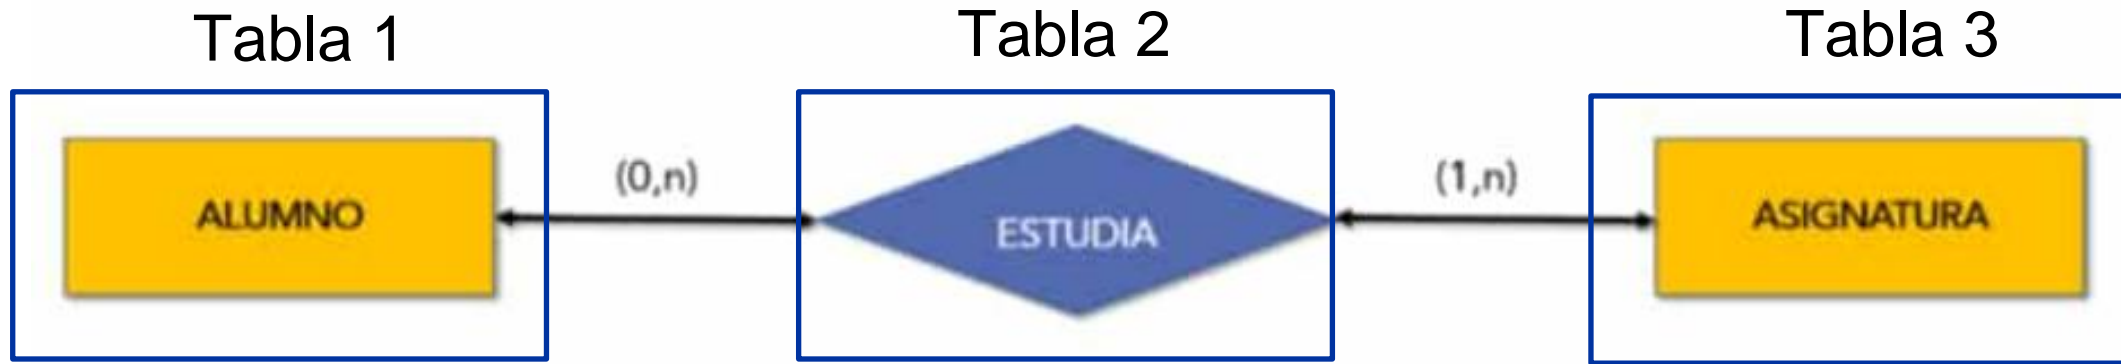 Tabla 1
Tabla 2
Tabla 3
ALUMNO
(0,n)
ESTUDIA
(1,n)
ASIGNATURA